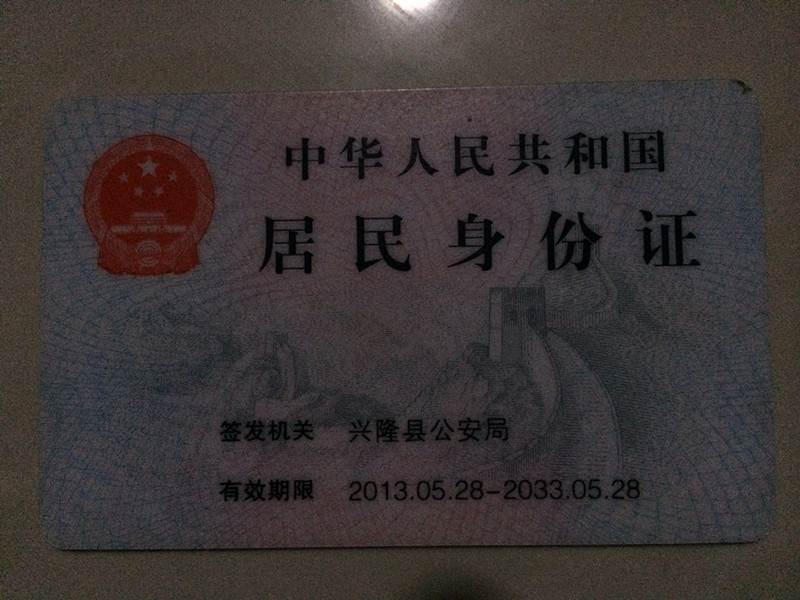 中华人民共和国
居民身份证
签发机关 兴隆县公安局
有效期限 2013.05.28-2033.05.28